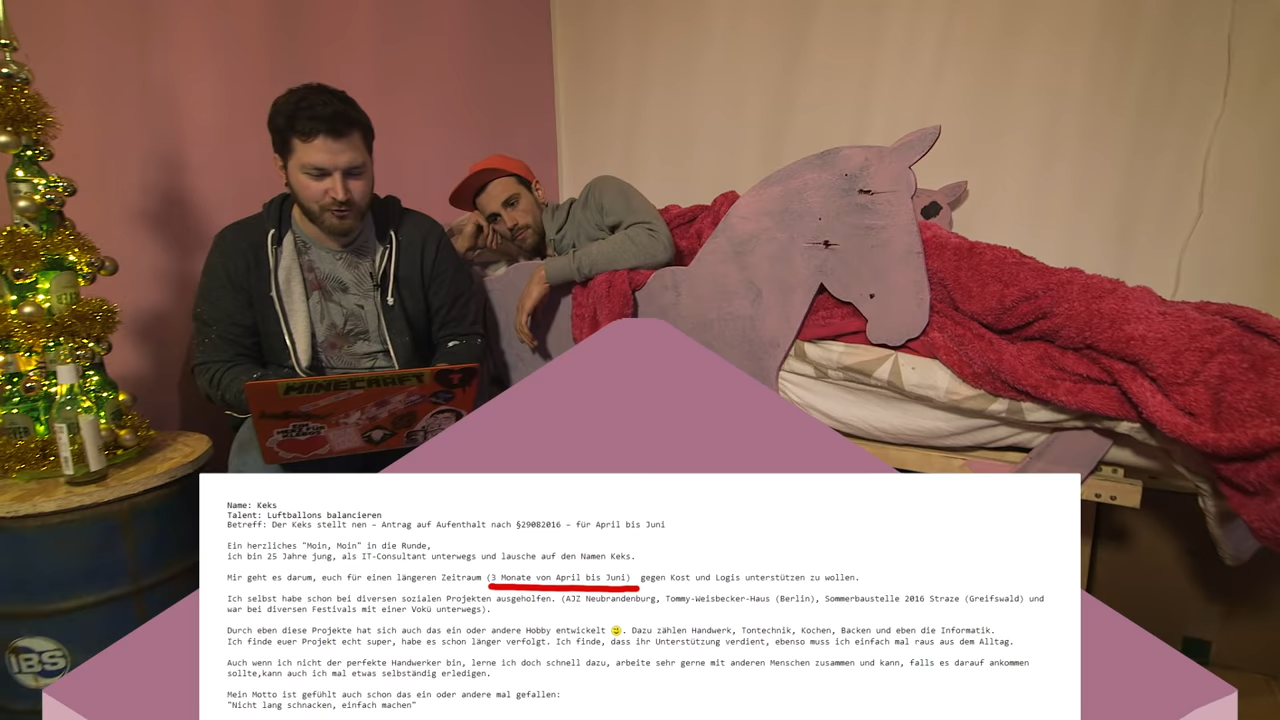 MINECRAFT
EIN
HERZ FÜR
IBS
Name: Keks
Talent: Luftballons balancieren
Betreff: Der Keks stellt nen – Antrag auf Aufenthalt nach §29082016 – für April bis Juni
Ein herzliches "Moin, Moin" in die Runde,
ich bin 25 Jahre jung, als IT-Consultant unterwegs und lausche auf den Namen Keks.
Mir geht es darum, euch für einen längeren Zeitraum (3 Monate von April bis Juni) gegen Kost und Logis unterstützen zu wollen.
Ich selbst habe schon bei diversen sozialen Projekten ausgeholfen. (AJZ Neubrandenburg, Tommy-Weisbecker-Haus (Berlin), Sommerbaustelle 2016 Straze (Greifswald) und
war bei diversen Festivals mit einer Vokü unterwegs).
Durch eben diese Projekte hat sich auch das ein oder andere Hobby entwickelt 😉. Dazu zählen Handwerk, Tontechnik, Kochen, Backen und eben die Informatik.
Ich finde euer Projekt echt super, habe es schon länger verfolgt. Ich finde, dass ihr Unterstützung verdient, ebenso muss ich einfach mal raus aus dem Alltag.
Auch wenn ich nicht der perfekte Handwerker bin, lerne ich doch schnell dazu, arbeite sehr gerne mit anderen Menschen zusammen und kann, falls es darauf ankommen
sollte,kann auch ich mal etwas selbständig erledigen.
Mein Motto ist gefühlt auch schon das ein oder andere mal gefallen:
"Nicht lang schnacken, einfach machen"